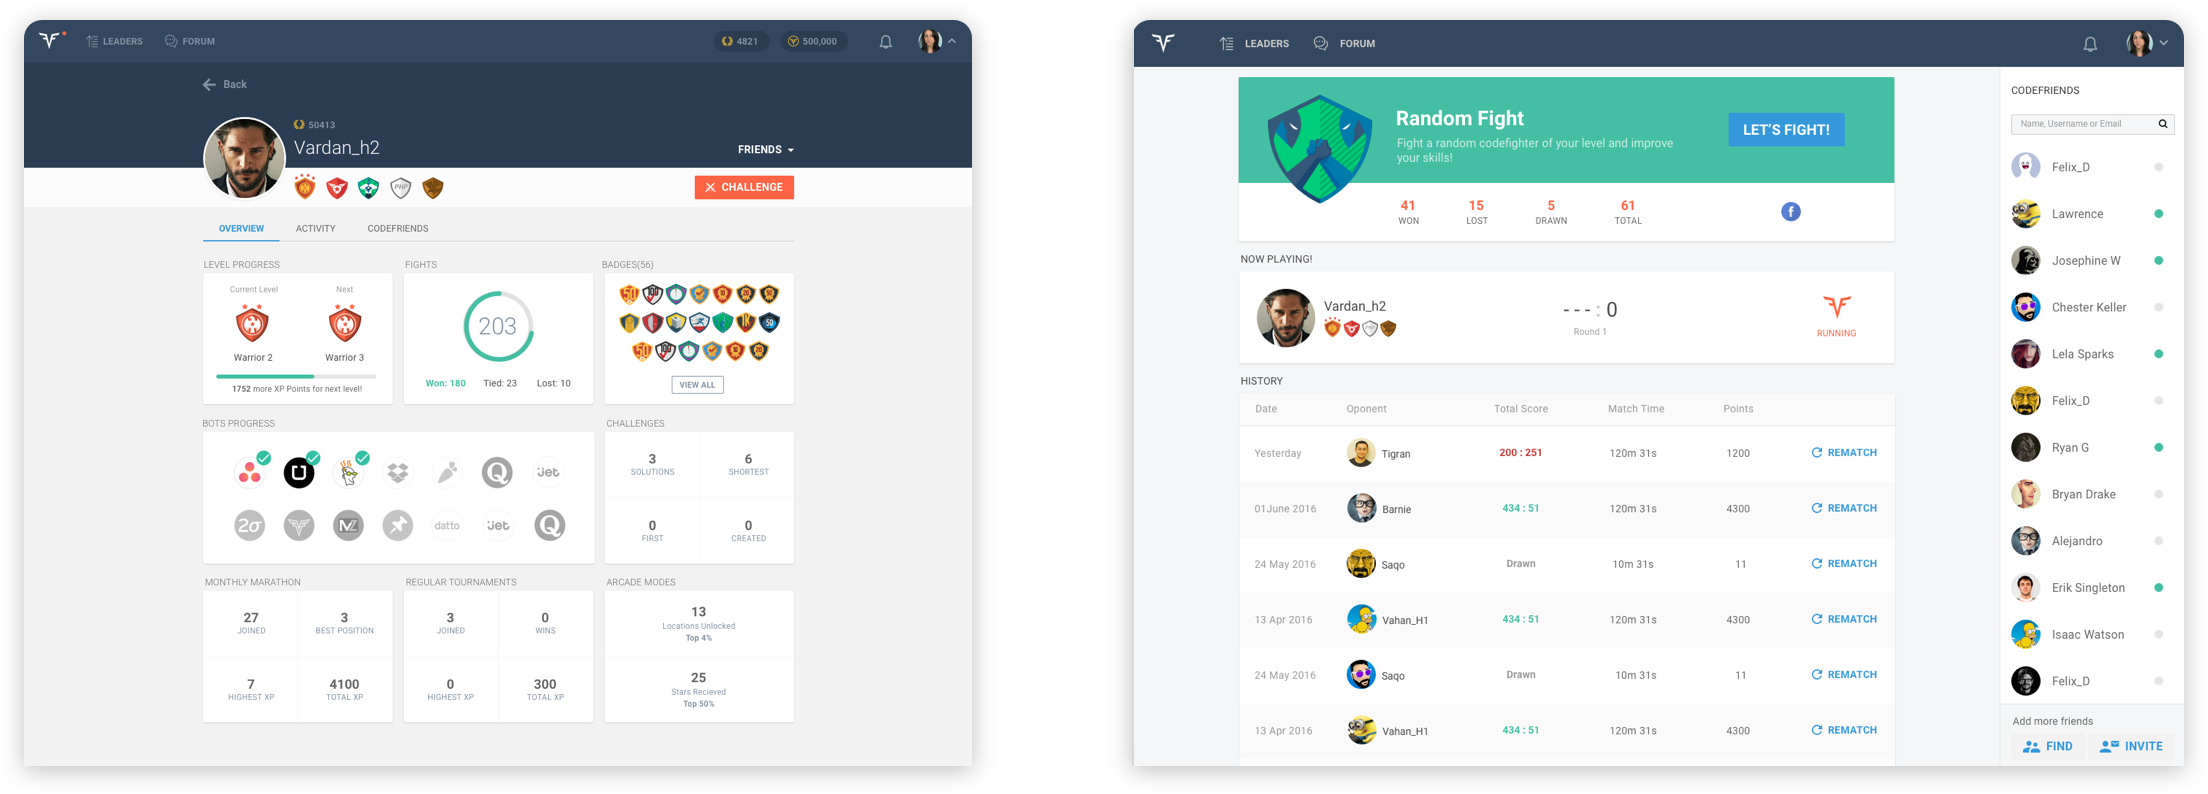 LEADERS FORUM 4821 500,000
Back
50413
Vardan_h2
FRIENDS
PHP
CHALLENGE
OVERVIEW ACTIVITY CODEFRIENDS
LEVEL PROGRESS
Current Level Next
Warrior 2 Warrior 3
1752 more XP Points for next level!
FIGHTS
203
Won: 180 Tied: 23 Lost: 10
BADGES(56)
VIEW ALL
BOTS PROGRESS
U
Q Jet
2σ datto Jet Q
CHALLENGES
3 6
SOLUTIONS SHORTEST
0 0
FIRST CREATED
MONTHLY MARATHON
27 3
JOINED BEST POSITION
7 4100
HIGHEST XP TOTAL XP
REGULAR TOURNAMENTS
3 0
JOINED WINS
0 300
HIGHEST XP TOTAL XP
ARCADE MODES
13
Locations Unlocked
Top 4%
25
Stars Recieved
Top 50%
LEADERS FORUM
Random Fight
Fight a random codefighter of your level and improve
your skills!
LET'S FIGHT!
41 15 5 61
WON LOST DRAWN TOTAL
f
NOW PLAYING!
Vardan_h2
PHP
- - - : 0
Round 1
RUNNING
HISTORY
Date Oponent Total Score Match Time Points
Yesterday Tigran 200 : 251 120m 31s 1200 REMATCH
01June 2016 Barnie 434 : 51 120m 31s 4300 REMATCH
24 May 2016 Saqo Drawn 10m 31s 11 REMATCH
13 Apr 2016 Vahan_H1 434 : 51 120m 31s 4300 REMATCH
24 May 2016 Saqo Drawn 10m 31s 11 REMATCH
13 Apr 2016 Vahan_H1 434 : 51 120m 31s 4300 REMATCH
CODEFRIENDS
Name, Username or Email
Felix_D
Lawrence
Josephine W
Chester Keller
Lela Sparks
Felix_D
Ryan G
Bryan Drake
Alejandro
Erik Singleton
Isaac Watson
Felix_D
Add more friends
FIND INVITE